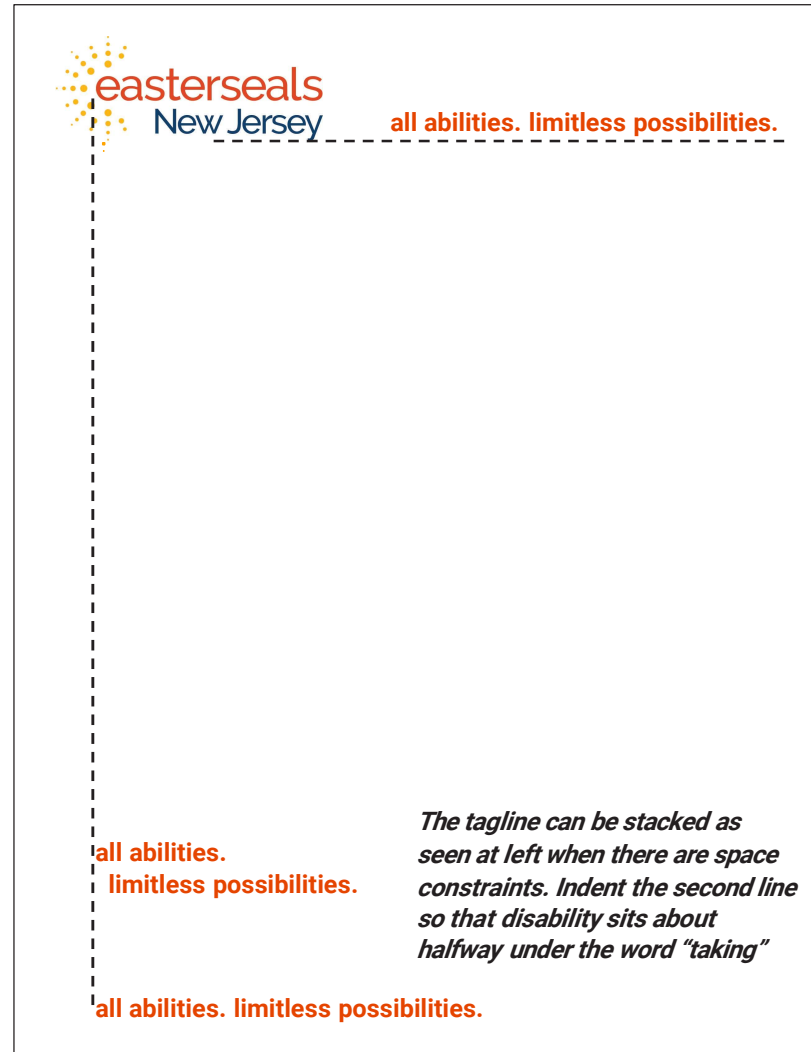 easterseals
New Jersey
all abilities. limitless possibilities.
The tagline can be stacked as
seen at left when there are space
constraints. Indent the second line
so that disability sits about
halfway under the word “taking”
all abilities.
limitless possibilities.
all abilities. limitless possibilities.